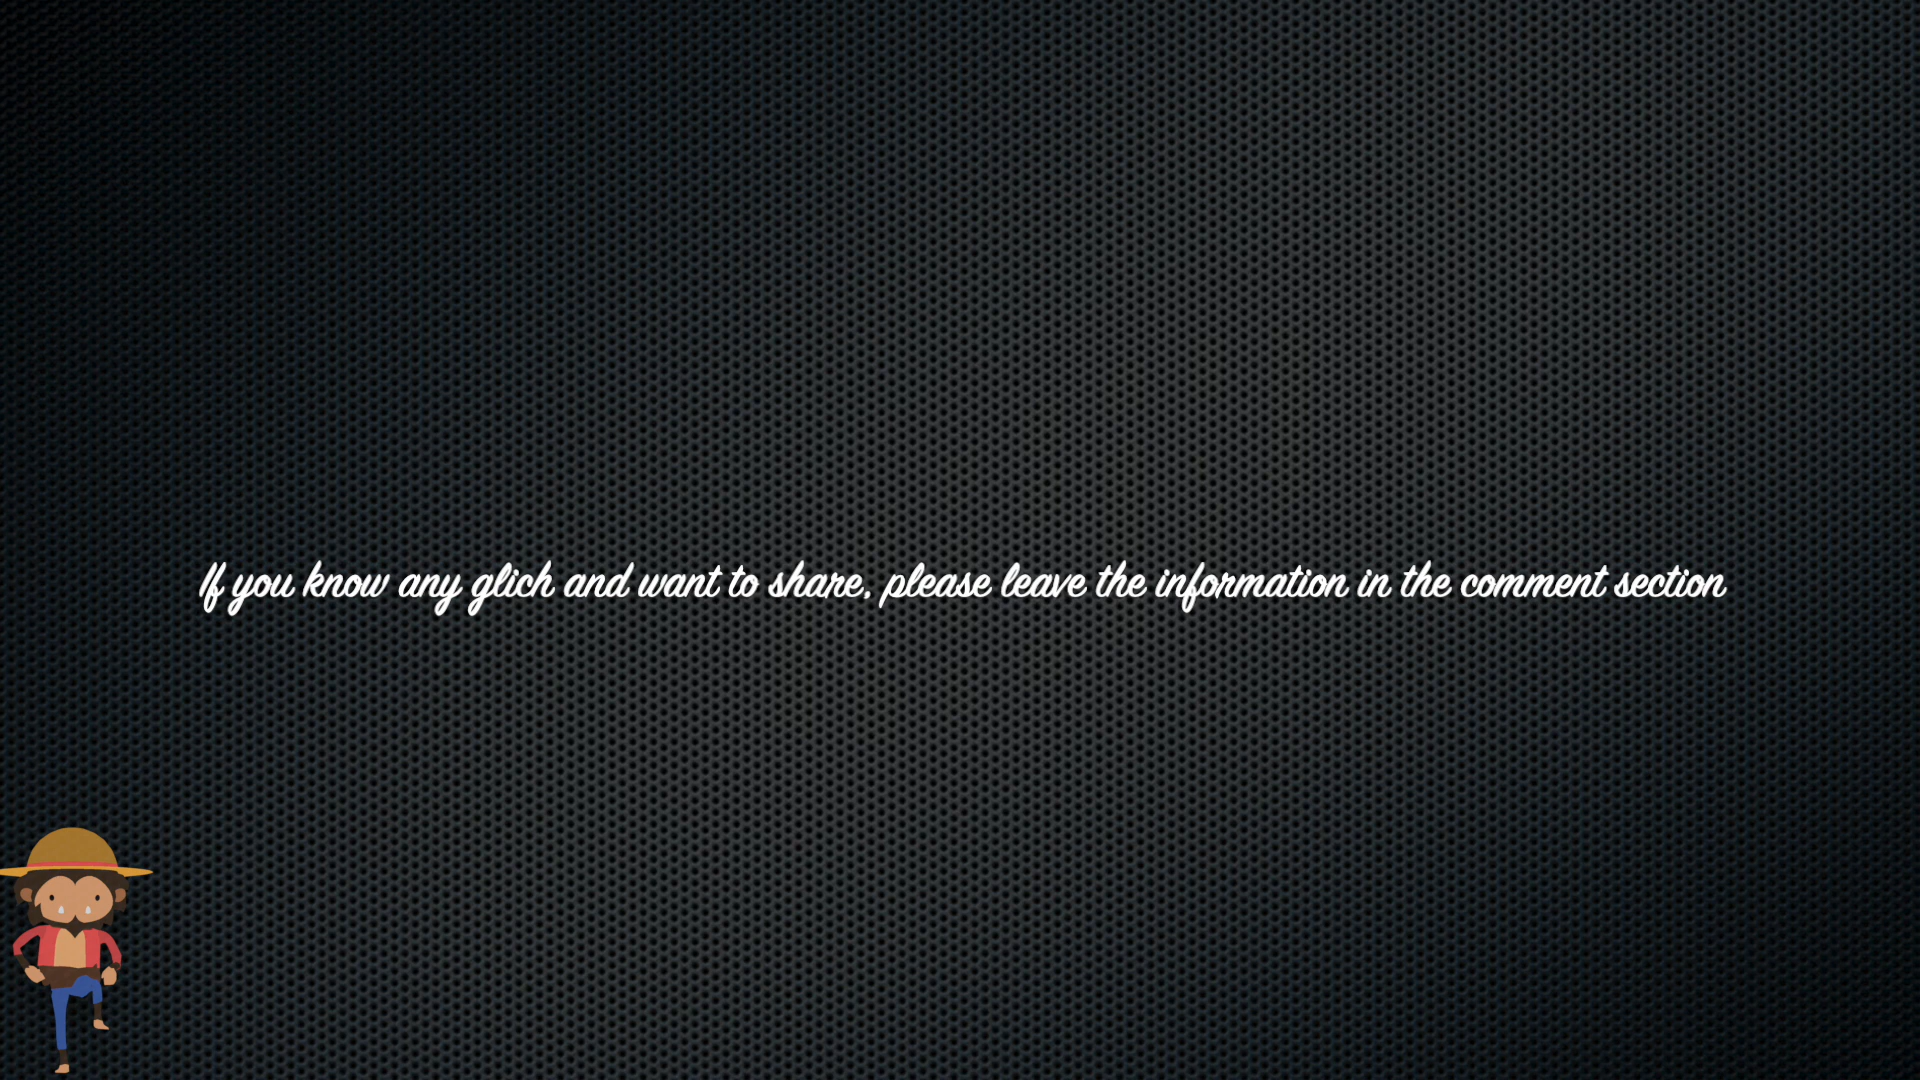 If you know any glich and want to share, please leave the information in the comment section